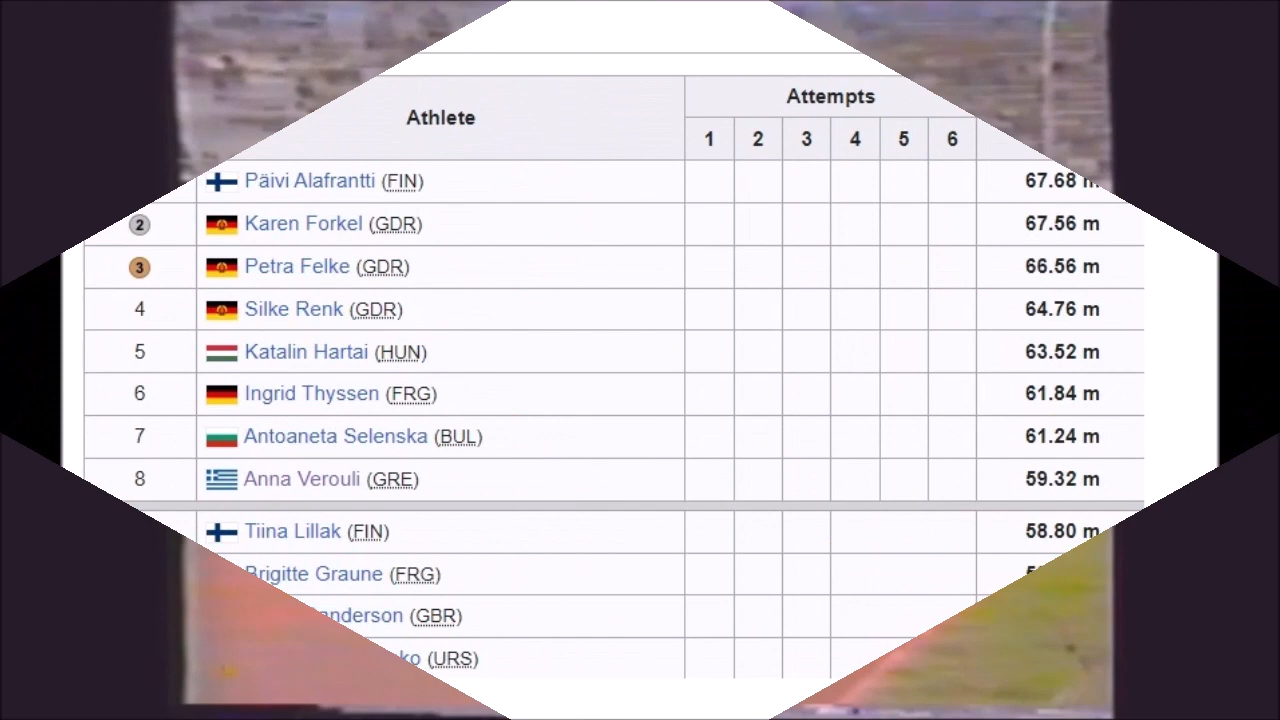 Athlete
Attempts
1 2 3 4 5 6
Päivi Alafrantti (FIN) 67.68 m
2 Karen Forkel (GDR) 67.56 m
3 Petra Felke (GDR) 66.56 m
4 Silke Renk (GDR) 64.76 m
5 Katalin Hartai (HUN) 63.52 m
6 Ingrid Thyssen (FRG) 61.84 m
7 Antoaneta Selenska (BUL) 61.24 m
8 Anna Verouli (GRE) 59.32 m
Tiina Lillak (FIN) 58.80 m
Brigitte Graune (FRG)
(GBR)
(URS)